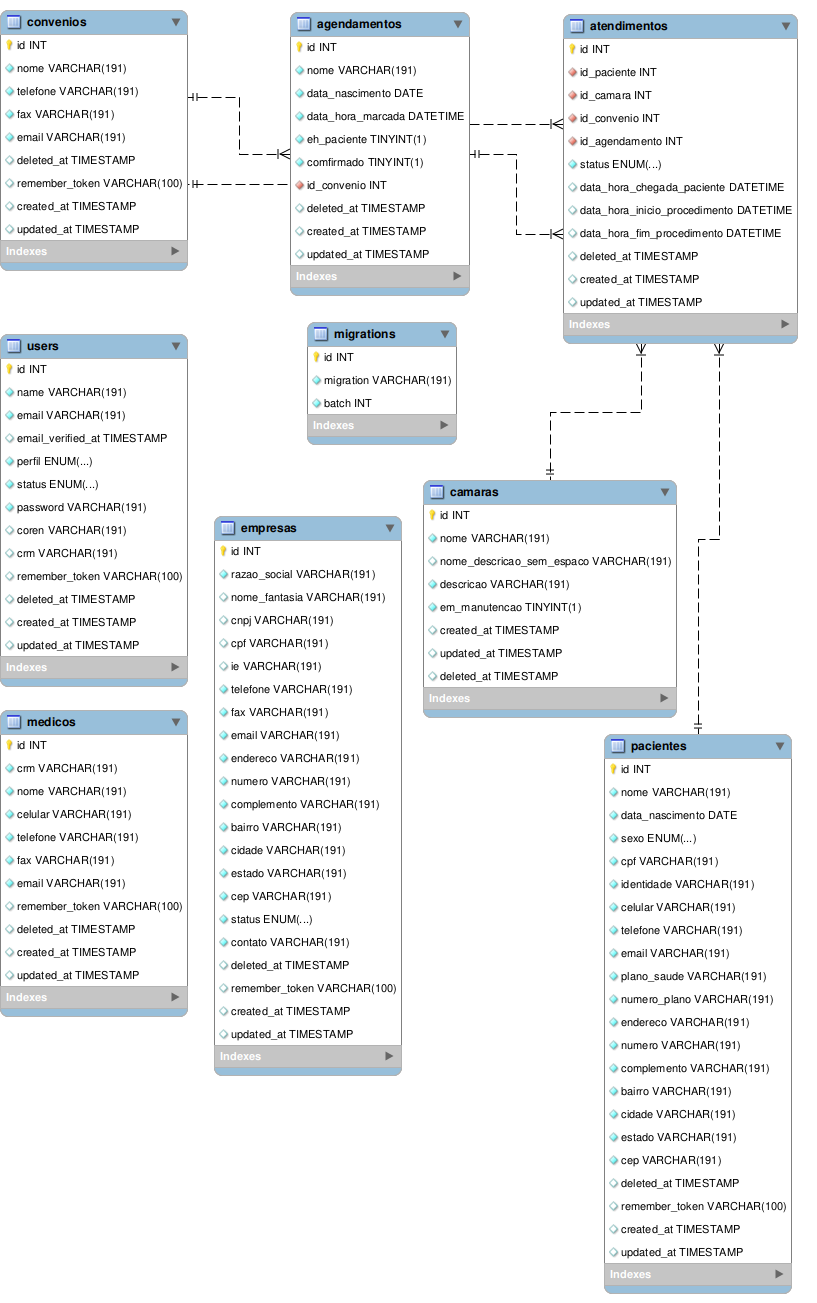 convenios
id INT
nome VARCHAR(191)
telefone VARCHAR(191)
fax VARCHAR(191)
email VARCHAR(191)
deleted_at TIMESTAMP
remember_token VARCHAR(100)
created_at TIMESTAMP
updated_at TIMESTAMP
Indexes
agendamentos
id INT
nome VARCHAR(191)
data_nascimento DATE
data_hora_marcada DATETIME
eh_paciente TINYINT(1)
comfirmado TINYINT(1)
id_convenio INT
deleted_at TIMESTAMP
created_at TIMESTAMP
updated_at TIMESTAMP
Indexes
atendimentos
id INT
id_paciente INT
id_camara INT
id_convenio INT
id_agendamento INT
status ENUM(...)
data_hora_chegada_paciente DATETIME
data_hora_inicio_procedimento DATETIME
data_hora_fim_procedimento DATETIME
deleted_at TIMESTAMP
created_at TIMESTAMP
updated_at TIMESTAMP
Indexes
users
id INT
name VARCHAR(191)
email VARCHAR(191)
email_verified_at TIMESTAMP
perfil ENUM(...)
status ENUM(...)
password VARCHAR(191)
coren VARCHAR(191)
crm VARCHAR(191)
remember_token VARCHAR(100)
deleted_at TIMESTAMP
created_at TIMESTAMP
updated_at TIMESTAMP
Indexes
migrations
id INT
migration VARCHAR(191)
batch INT
Indexes
camaras
id INT
nome VARCHAR(191)
nome_descricao_sem_espaco VARCHAR(191)
descricao VARCHAR(191)
em_manutencao TINYINT(1)
created_at TIMESTAMP
updated_at TIMESTAMP
deleted_at TIMESTAMP
Indexes
empresas
id INT
razao_social VARCHAR(191)
nome_fantasia VARCHAR(191)
cnpj VARCHAR(191)
cpf VARCHAR(191)
ie VARCHAR(191)
telefone VARCHAR(191)
fax VARCHAR(191)
email VARCHAR(191)
endereco VARCHAR(191)
numero VARCHAR(191)
complemento VARCHAR(191)
bairro VARCHAR(191)
cidade VARCHAR(191)
estado VARCHAR(191)
cep VARCHAR(191)
status ENUM(...)
contato VARCHAR(191)
deleted_at TIMESTAMP
remember_token VARCHAR(100)
created_at TIMESTAMP
updated_at TIMESTAMP
Indexes
medicos
id INT
crm VARCHAR(191)
nome VARCHAR(191)
celular VARCHAR(191)
telefone VARCHAR(191)
fax VARCHAR(191)
email VARCHAR(191)
remember_token VARCHAR(100)
deleted_at TIMESTAMP
created_at TIMESTAMP
updated_at TIMESTAMP
Indexes
pacientes
id INT
nome VARCHAR(191)
data_nascimento DATE
sexo ENUM(...)
cpf VARCHAR(191)
identidade VARCHAR(191)
celular VARCHAR(191)
telefone VARCHAR(191)
email VARCHAR(191)
plano_saude VARCHAR(191)
numero_plano VARCHAR(191)
endereco VARCHAR(191)
numero VARCHAR(191)
complemento VARCHAR(191)
bairro VARCHAR(191)
cidade VARCHAR(191)
estado VARCHAR(191)
cep VARCHAR(191)
deleted_at TIMESTAMP
remember_token VARCHAR(100)
created_at TIMESTAMP
updated_at TIMESTAMP
Indexes